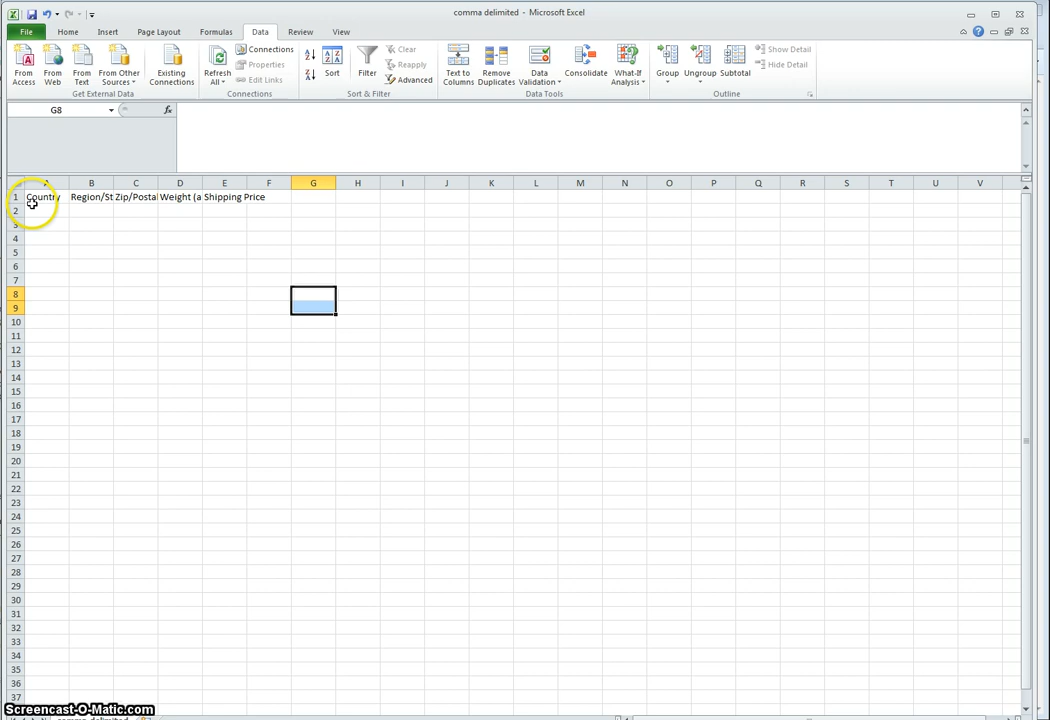 comma delimited - Microsoft Excel
File Home Insert Page Layout Formulas Data Review View
From Access
From Web
From Text
From Other Sources
Existing Connections
Get External Data
Refresh All
Connections
Properties
Edit Links
Connections
Sort
Filter
Clear
Reapply
Advanced
Sort & Filter
Text to Columns
Remove Duplicates
Data Validation
Consolidate
What-If Analysis
Data Tools
Group
Ungroup
Subtotal
Show Detail
Hide Detail
Outline
G8 fx
A B C D E F G H I J K L M N O P Q R S T U V
1 Country Region/St Zip/Postal Weight (a Shipping Price
2
3
4
5
6
7
8
9
10
11
12
13
14
15
16
17
18
19
20
21
22
23
24
25
26
27
28
29
30
31
32
33
34
35
36
37
Screencast-O-Matic.com
comma delimited